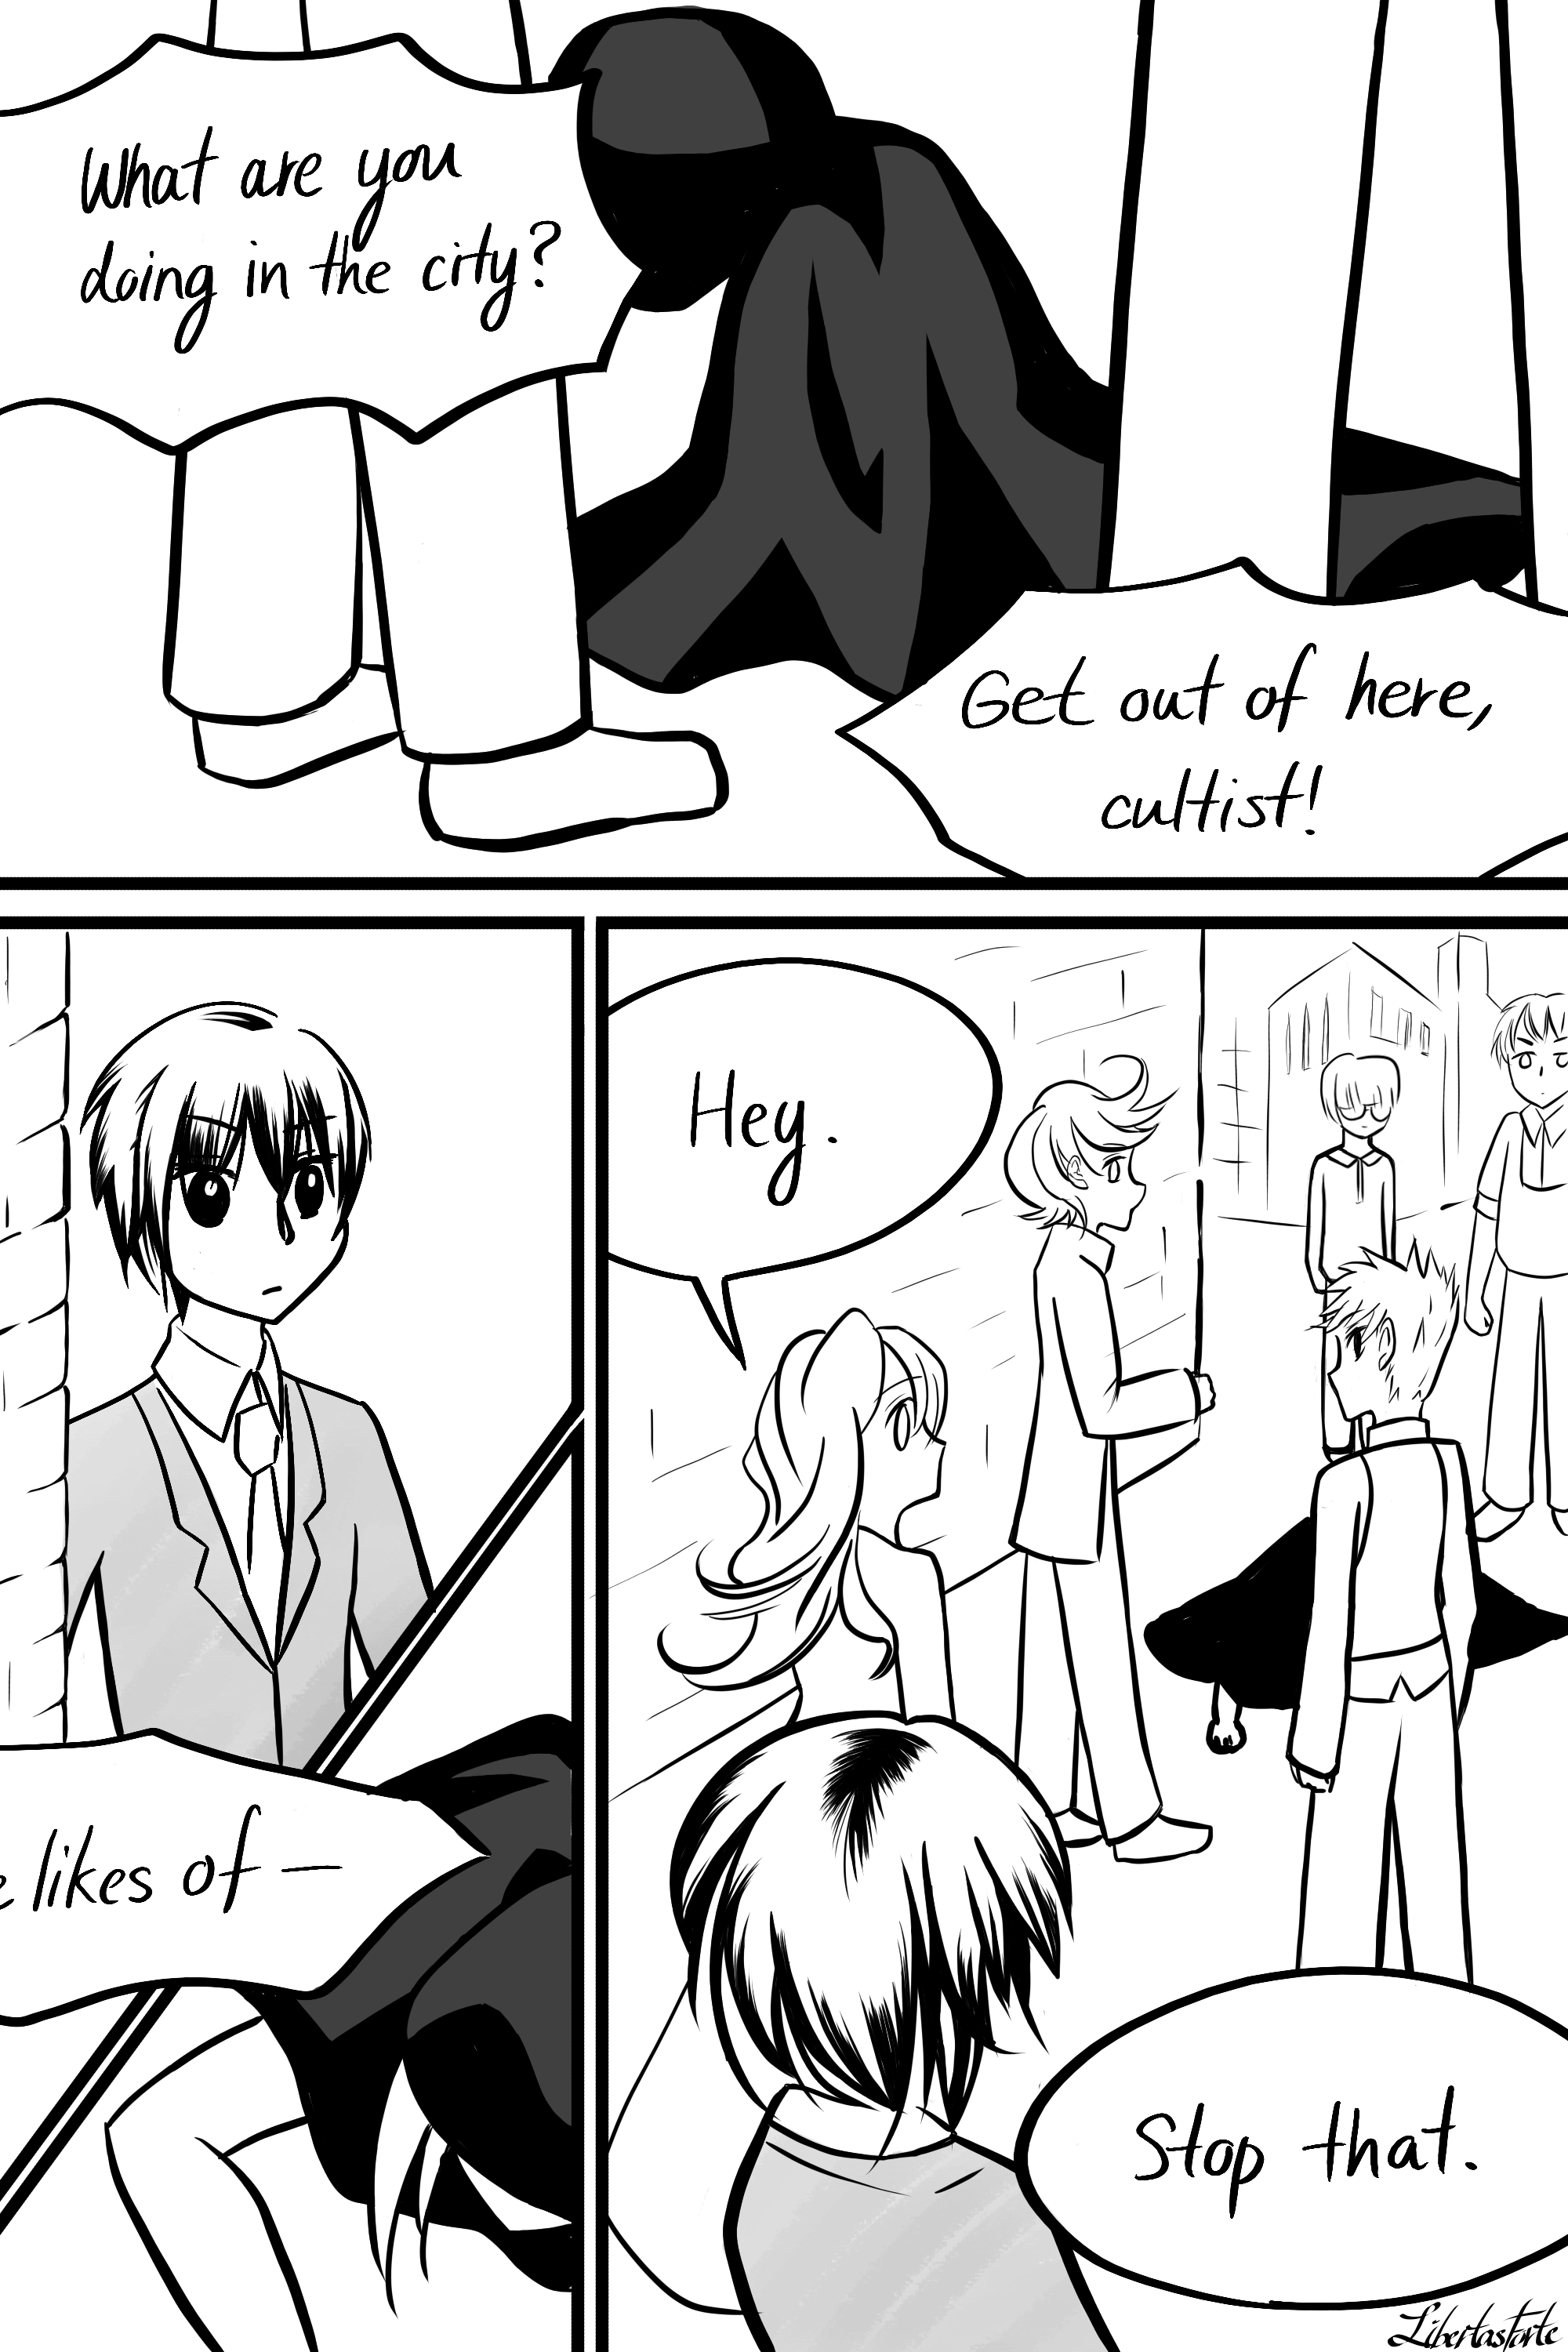 What are you
doing in the city?
Get out of here,
cultist!
likes of —
Hey.
Stop that.
Libertasforte